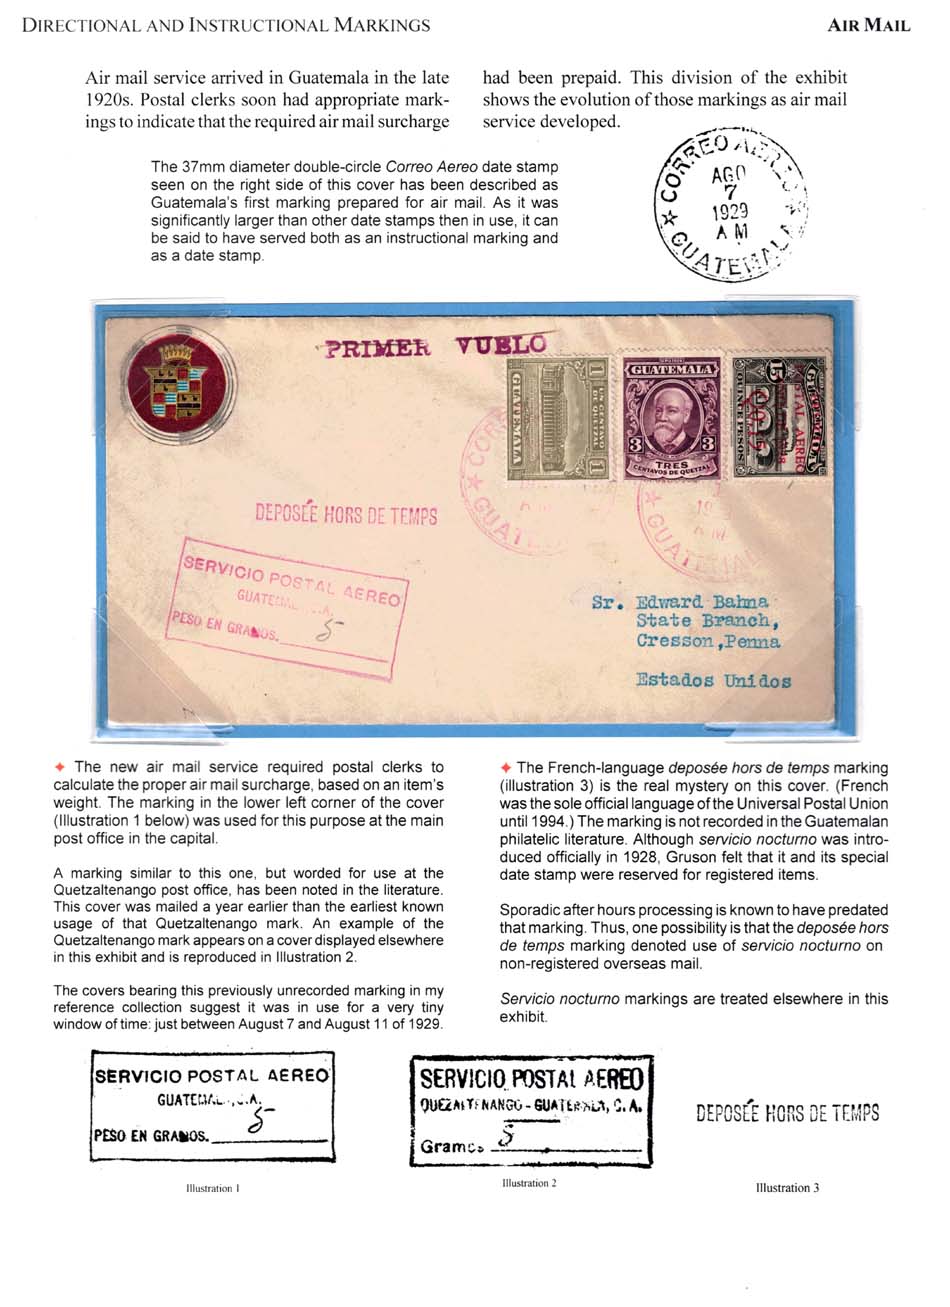 DIRECTIONAL AND INSTRUCTIONAL MARKINGS
AIR MAIL
Air mail service arrived in Guatemala in the late
1920s. Postal clerks soon had appropriate mark-
ings to indicate that the required air mail surcharge
had been prepaid. This division of the exhibit
shows the evolution of those markings as air mail
service developed.
The 37mm diameter double-circle Correo Aereo date stamp
seen on the right side of this cover has been described as
Guatemala's first marking prepared for air mail. As it was
significantly larger than other date stamps then in use, it can
be said to have served both as an instructional marking and
as a date stamp.
CORREO AEREO
AGO
7
1929
A M
GUATEMALA
PRIMER VUELO
1 UN CENTAVO 1
GUATEMALA
GUATEMALA
3 3
TRES
CENTAVOS DE QUETZAL
GUATEMALA
15
QUINCE PESOS
POSTAL AEREO
Q0.15
CORR
GUATE
19
A M
GUATEMA
DEPOSÉE HORS DE TEMPS
SERVICIO POSTAL AEREO
PESO EN GRAMOS. 5
Sr. Edward Bahna
State Branch,
Cresson, Penna
Estados Unidos
✦ The new air mail service required postal clerks to
calculate the proper air mail surcharge, based on an item's
weight. The marking in the lower left corner of the cover
(Illustration 1 below) was used for this purpose at the main
post office in the capital.
A marking similar to this one, but worded for use at the
Quetzaltenango post office, has been noted in the literature.
This cover was mailed a year earlier than the earliest known
usage of that Quetzaltenango mark. An example of the
Quetzaltenango mark appears on a cover displayed elsewhere
in this exhibit and is reproduced in Illustration 2.
The covers bearing this previously unrecorded marking in my
reference collection suggest it was in use for a very tiny
window of time: just between August 7 and August 11 of 1929.
✦ The French-language deposée hors de temps marking
(illustration 3) is the real mystery on this cover. (French
was the sole official language of the Universal Postal Union
until 1994.) The marking is not recorded in the Guatemalan
philatelic literature. Although servicio nocturno was intro-
duced officially in 1928, Gruson felt that it and its special
date stamp were reserved for registered items.
Sporadic after hours processing is known to have predated
that marking. Thus, one possibility is that the deposée hors
de temps marking denoted use of servicio nocturno on
non-registered overseas mail.
Servicio nocturno markings are treated elsewhere in this
exhibit.
SERVICIO POSTAL AEREO
PESO EN GRAMOS. 5
Illustration 1
SERVICIO POSTAL AEREO
QUEZALTENANGO - GUATEMALA, C. A.
Gramos 5
Illustration 2
DEPOSÉE HORS DE TEMPS
Illustration 3